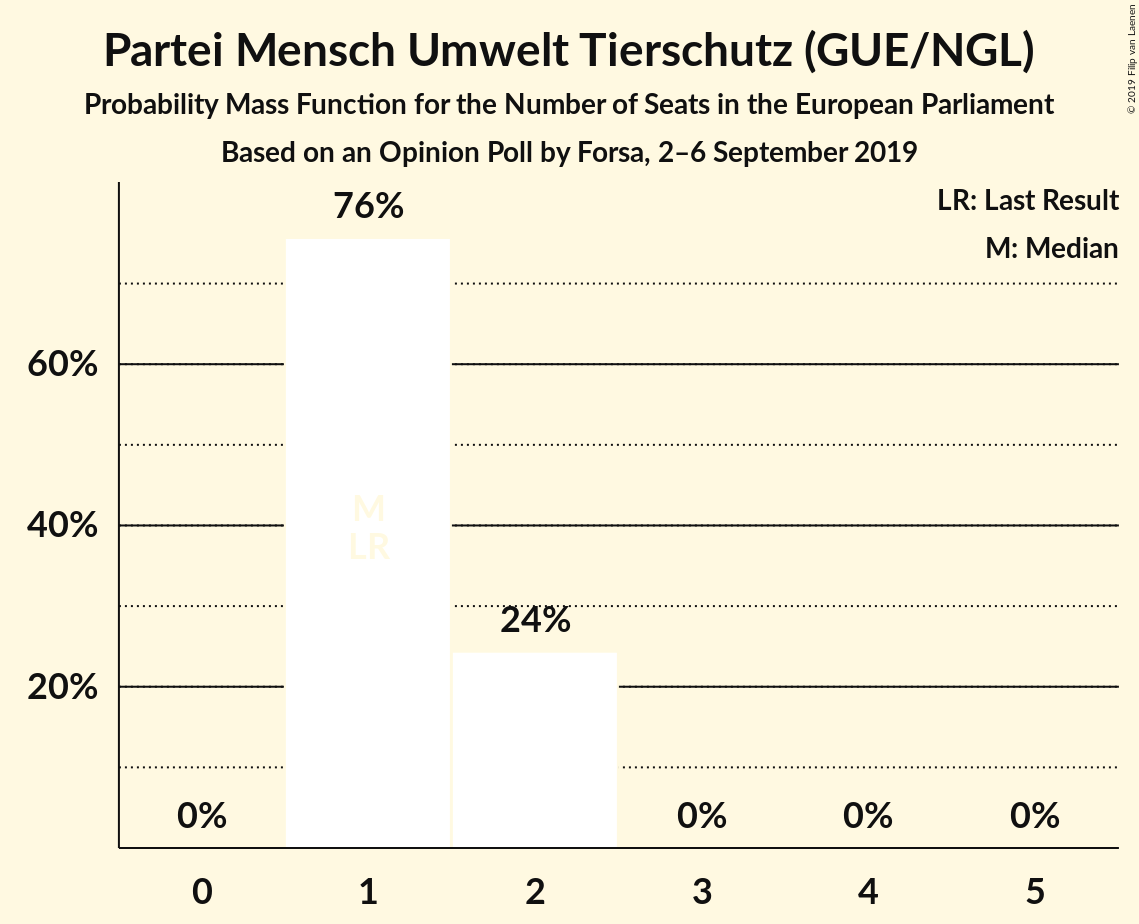 Partei Mensch Umwelt Tierschutz (GUE/NGL)
Probability Mass Function for the Number of Seats in the European Parliament
Based on an Opinion Poll by Forsa, 2–6 September 2019
© 2019 Filip van Laenen
LR: Last Result
M: Median
76%
60%
40%
20%
M
LR
24%
0%
0%
0%
0%
0 1 2 3 4 5